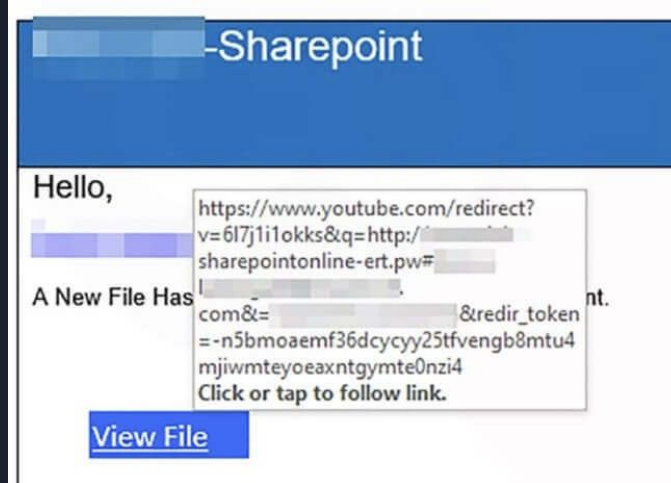 -Sharepoint
Hello,
https://www.youtube.com/redirect?
v=6l7j1i1okks&q=http:/
sharepointonline-ert.pw#
A New File Has
nt.
com&= &redir_token
=-n5bmoaemf36dcycyy25tfvengb8mtu4
mjiwmteyoeaxntgymte0nzi4
Click or tap to follow link.
View File